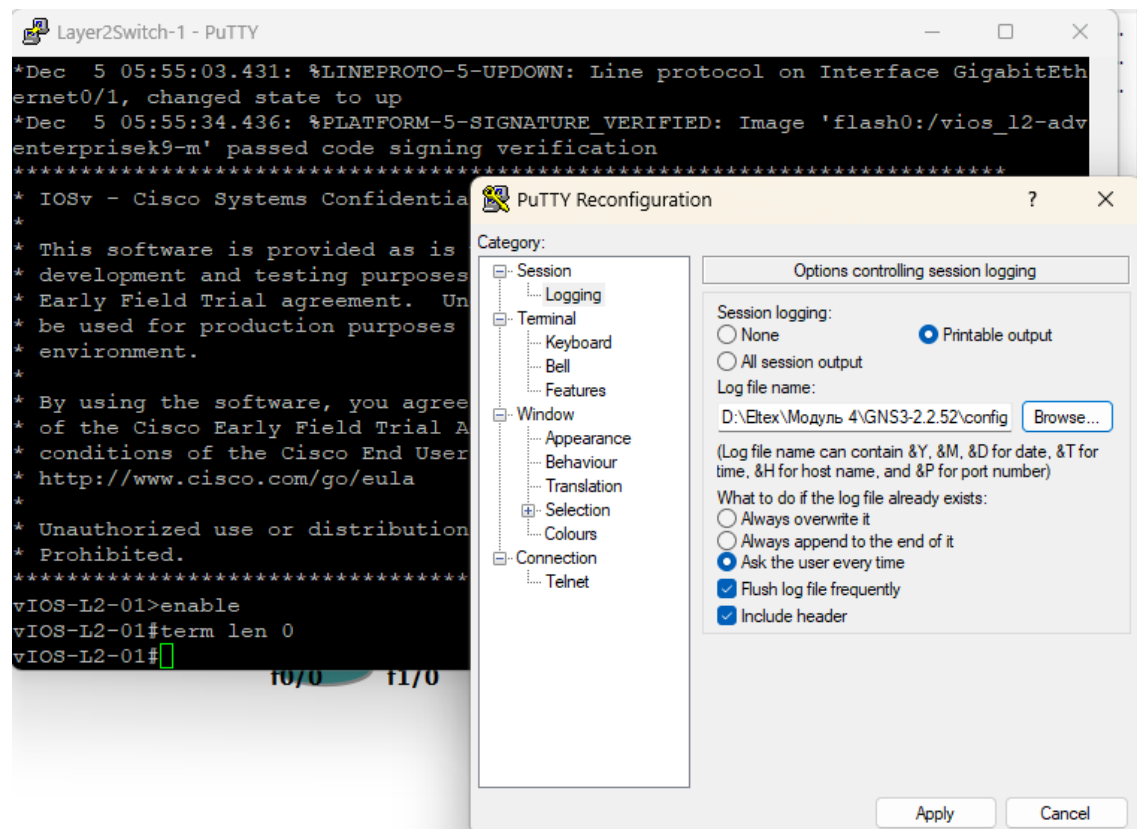 Layer2Switch-1 - PuTTY
*Dec  5 05:55:03.431: %LINEPROTO-5-UPDOWN: Line protocol on Interface GigabitEth
ernet0/1, changed state to up
*Dec  5 05:55:34.436: %PLATFORM-5-SIGNATURE_VERIFIED: Image 'flash0:/vios_l2-adv
enterprisek9-m' passed code signing verification
**************************************************************************
* IOSv - Cisco Systems Confidentia
*
* This software is provided as is
* development and testing purposes
* Early Field Trial agreement.  Un
* be used for production purposes
* environment.
*
* By using the software, you agree
* of the Cisco Early Field Trial A
* conditions of the Cisco End User
* http://www.cisco.com/go/eula
*
* Unauthorized use or distribution
* Prohibited.
**********************************
vIOS-L2-01>enable
vIOS-L2-01#term len 0
vIOS-L2-01#
f0/0 f1/0
PuTTY Reconfiguration ?
Category:
Session
Logging
Terminal
Keyboard
Bell
Features
Window
Appearance
Behaviour
Translation
Selection
Colours
Connection
Telnet
Options controlling session logging
Session logging:
None Printable output
All session output
Log file name:
D:\Eltex\Модуль 4\GNS3-2.2.52\config Browse...
(Log file name can contain &Y, &M, &D for date, &T for
time, &H for host name, and &P for port number)
What to do if the log file already exists:
Always overwrite it
Always append to the end of it
Ask the user every time
Flush log file frequently
Include header
Apply Cancel